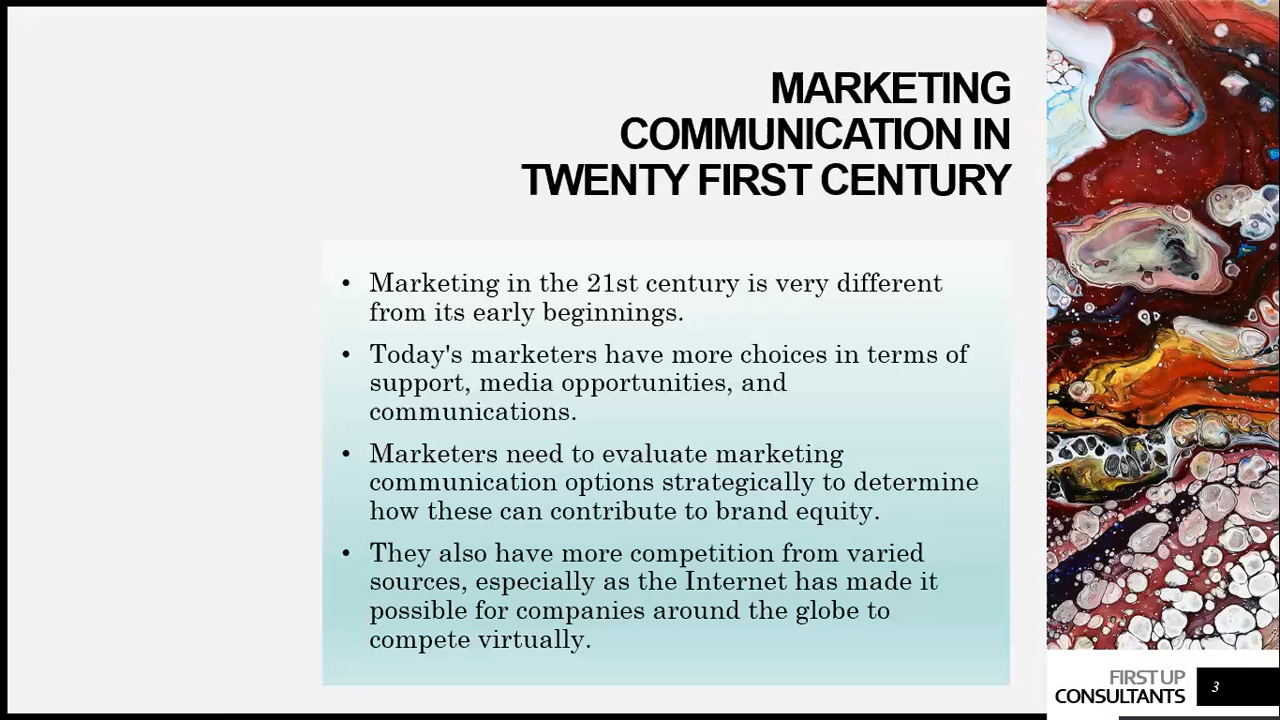 MARKETING
COMMUNICATION IN
TWENTY FIRST CENTURY
• Marketing in the 21st century is very different
from its early beginnings.
• Today's marketers have more choices in terms of
support, media opportunities, and
communications.
• Marketers need to evaluate marketing
communication options strategically to determine
how these can contribute to brand equity.
• They also have more competition from varied
sources, especially as the Internet has made it
possible for companies around the globe to
compete virtually.
FIRST UP
CONSULTANTS
3